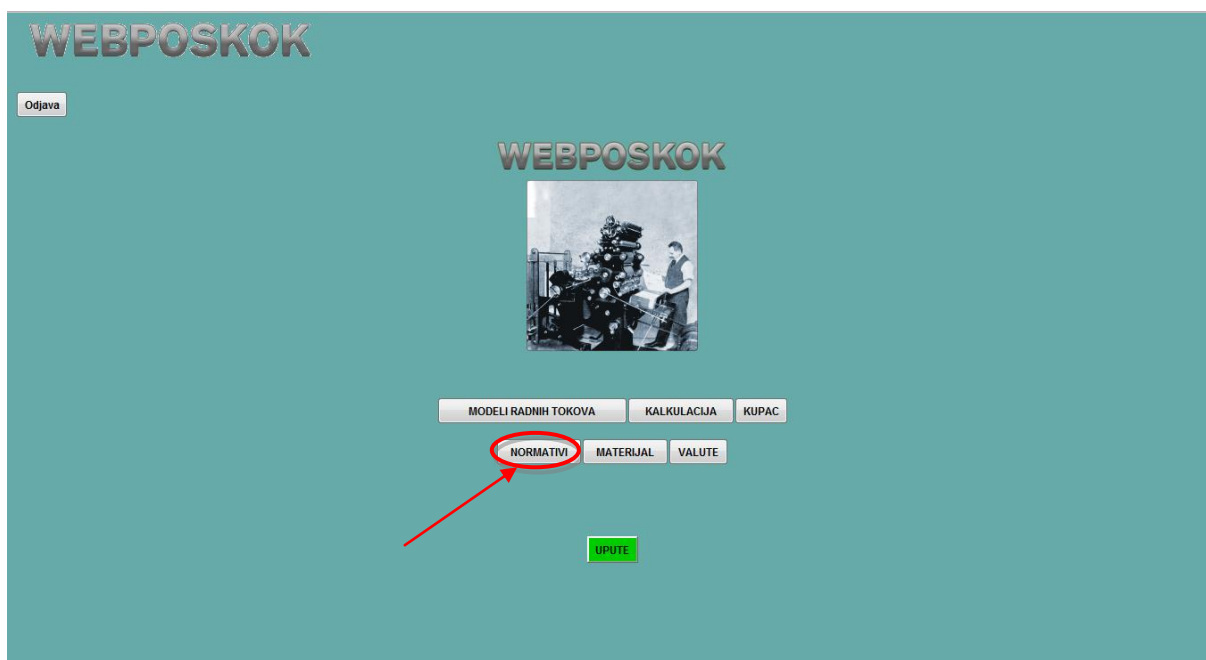 WEBPOSKOK
Odjava
WEBPOSKOK
MODELI RADNIH TOKOVA KALKULACIJA KUPAC
NORMATIVI MATERIJAL VALUTE
UPUTE